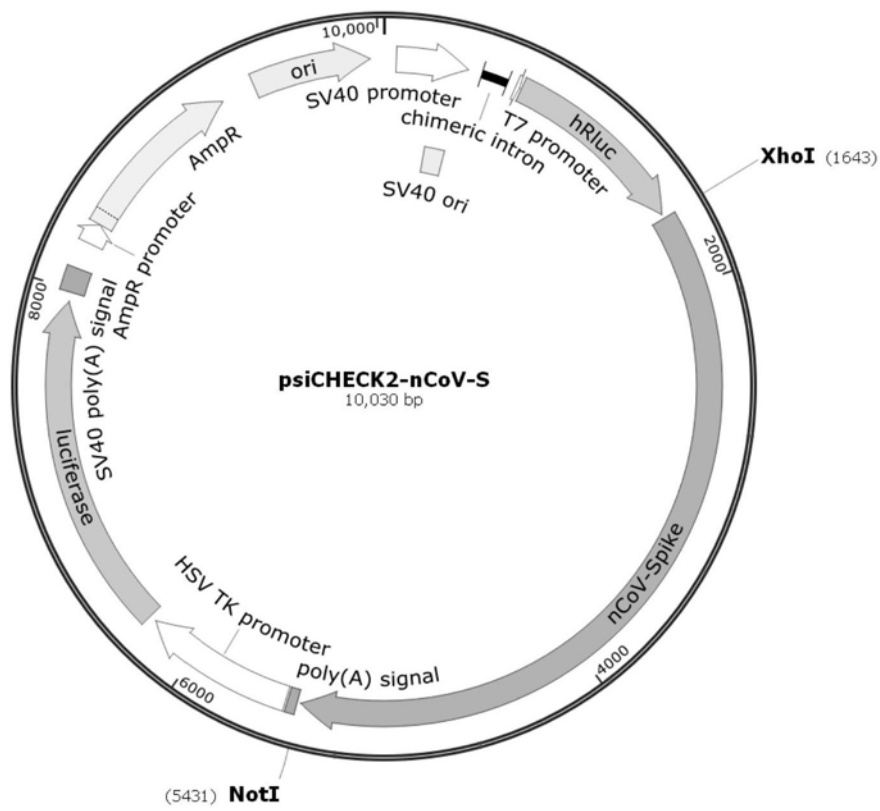 10,000
ori
SV40 promoter
chimeric intron
T7 promoter
hRluc
XhoI (1643)
AmpR
SV40 ori
2000
AmpR promoter
8000
SV40 poly(A) signal
psiCHECK2-nCoV-S
10,030 bp
luciferase
nCoV-Spike
HSV TK promoter
poly(A) signal
4000
6000
(5431) NotI